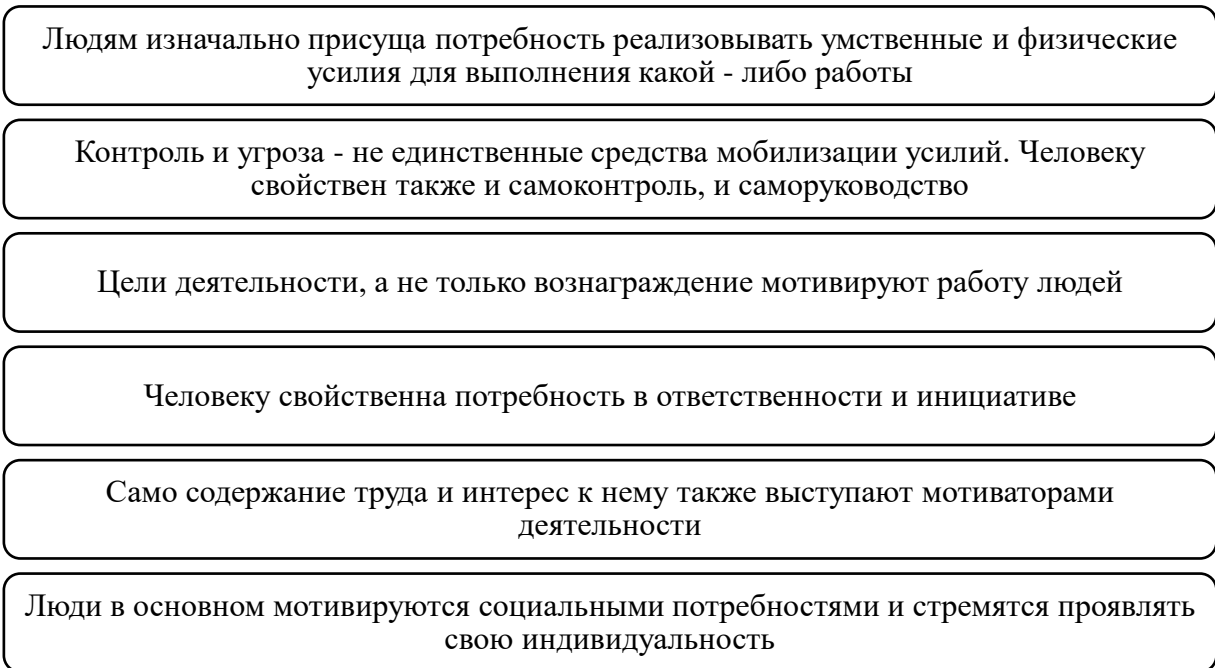 Людям изначально присуща потребность реализовывать умственные и физические
усилия для выполнения какой - либо работы
Контроль и угроза - не единственные средства мобилизации усилий. Человеку
свойствен также и самоконтроль, и саморуководство
Цели деятельности, а не только вознаграждение мотивируют работу людей
Человеку свойственна потребность в ответственности и инициативе
Само содержание труда и интерес к нему также выступают мотиваторами
деятельности
Люди в основном мотивируются социальными потребностями и стремятся проявлять
свою индивидуальность